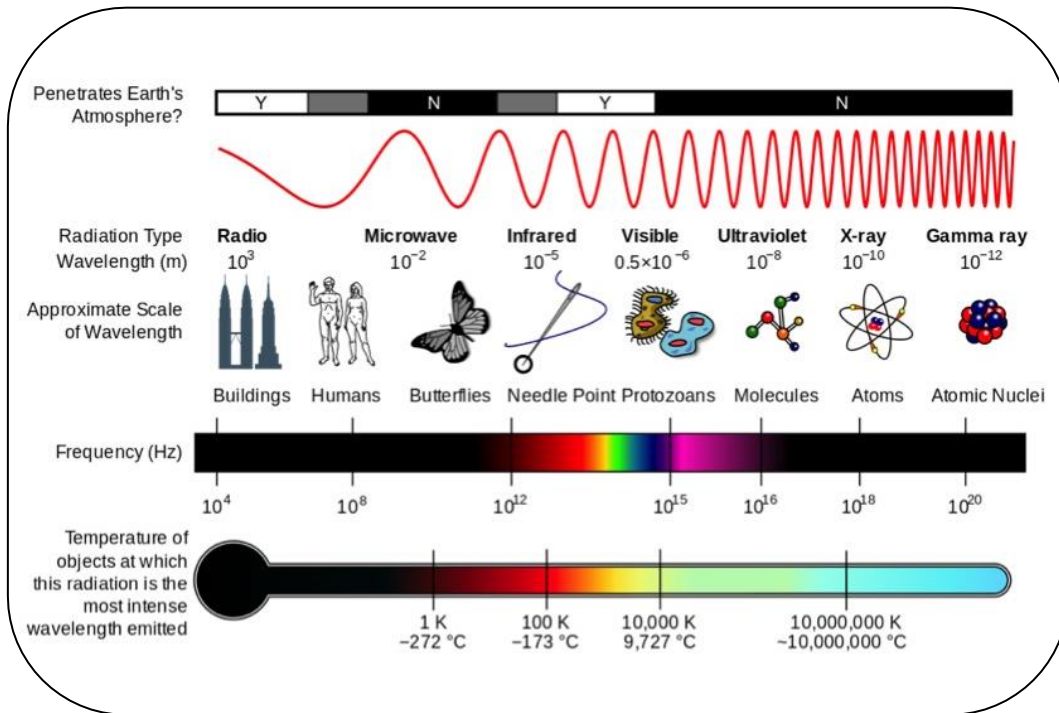 Penetrates Earth's
Atmosphere?
Y N Y N
Radiation Type
Radio Microwave Infrared Visible Ultraviolet X-ray Gamma ray
Wavelength (m)
10³ 10⁻² 10⁻⁵ 0.5×10⁻⁶ 10⁻⁸ 10⁻¹⁰ 10⁻¹²
Approximate Scale
of Wavelength
Buildings Humans Butterflies Needle Point Protozoans Molecules Atoms Atomic Nuclei
Frequency (Hz)
10⁴ 10⁸ 10¹² 10¹⁵ 10¹⁶ 10¹⁸ 10²⁰
Temperature of
objects at which
this radiation is the
most intense
wavelength emitted
1 K 100 K 10,000 K 10,000,000 K
−272 °C −173 °C 9,727 °C ~10,000,000 °C